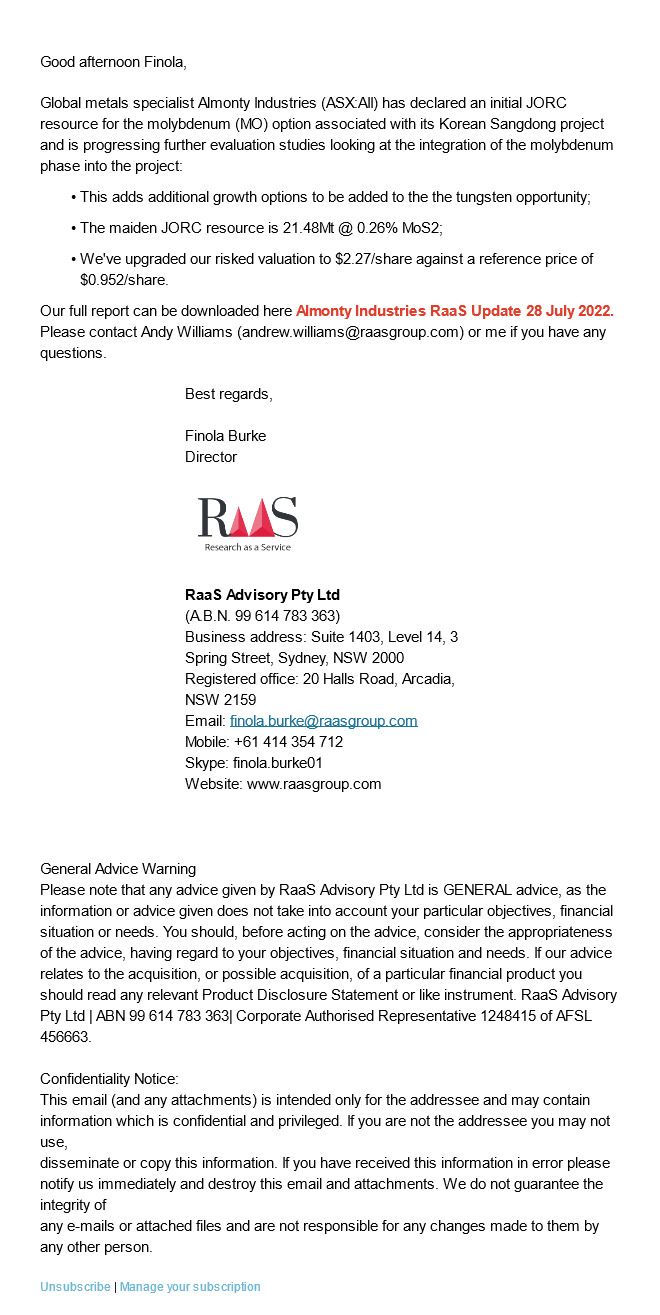 Good afternoon Finola,
Global metals specialist Almonty Industries (ASX:AII) has declared an initial JORC
resource for the molybdenum (MO) option associated with its Korean Sangdong project
and is progressing further evaluation studies looking at the integration of the molybdenum
phase into the project:
• This adds additional growth options to be added to the the tungsten opportunity;
• The maiden JORC resource is 21.48Mt @ 0.26% MoS2;
• We've upgraded our risked valuation to $2.27/share against a reference price of
$0.952/share.
Our full report can be downloaded here Almonty Industries RaaS Update 28 July 2022.
Please contact Andy Williams (andrew.williams@raasgroup.com) or me if you have any
questions.
Best regards,
Finola Burke
Director
RAAS
Research as a Service
RaaS Advisory Pty Ltd
(A.B.N. 99 614 783 363)
Business address: Suite 1403, Level 14, 3
Spring Street, Sydney, NSW 2000
Registered office: 20 Halls Road, Arcadia,
NSW 2159
Email: finola.burke@raasgroup.com
Mobile: +61 414 354 712
Skype: finola.burke01
Website: www.raasgroup.com
General Advice Warning
Please note that any advice given by RaaS Advisory Pty Ltd is GENERAL advice, as the
information or advice given does not take into account your particular objectives, financial
situation or needs. You should, before acting on the advice, consider the appropriateness
of the advice, having regard to your objectives, financial situation and needs. If our advice
relates to the acquisition, or possible acquisition, of a particular financial product you
should read any relevant Product Disclosure Statement or like instrument. RaaS Advisory
Pty Ltd | ABN 99 614 783 363| Corporate Authorised Representative 1248415 of AFSL
456663.
Confidentiality Notice:
This email (and any attachments) is intended only for the addressee and may contain
information which is confidential and privileged. If you are not the addressee you may not
use,
disseminate or copy this information. If you have received this information in error please
notify us immediately and destroy this email and attachments. We do not guarantee the
integrity of
any e-mails or attached files and are not responsible for any changes made to them by
any other person.
Unsubscribe | Manage your subscription